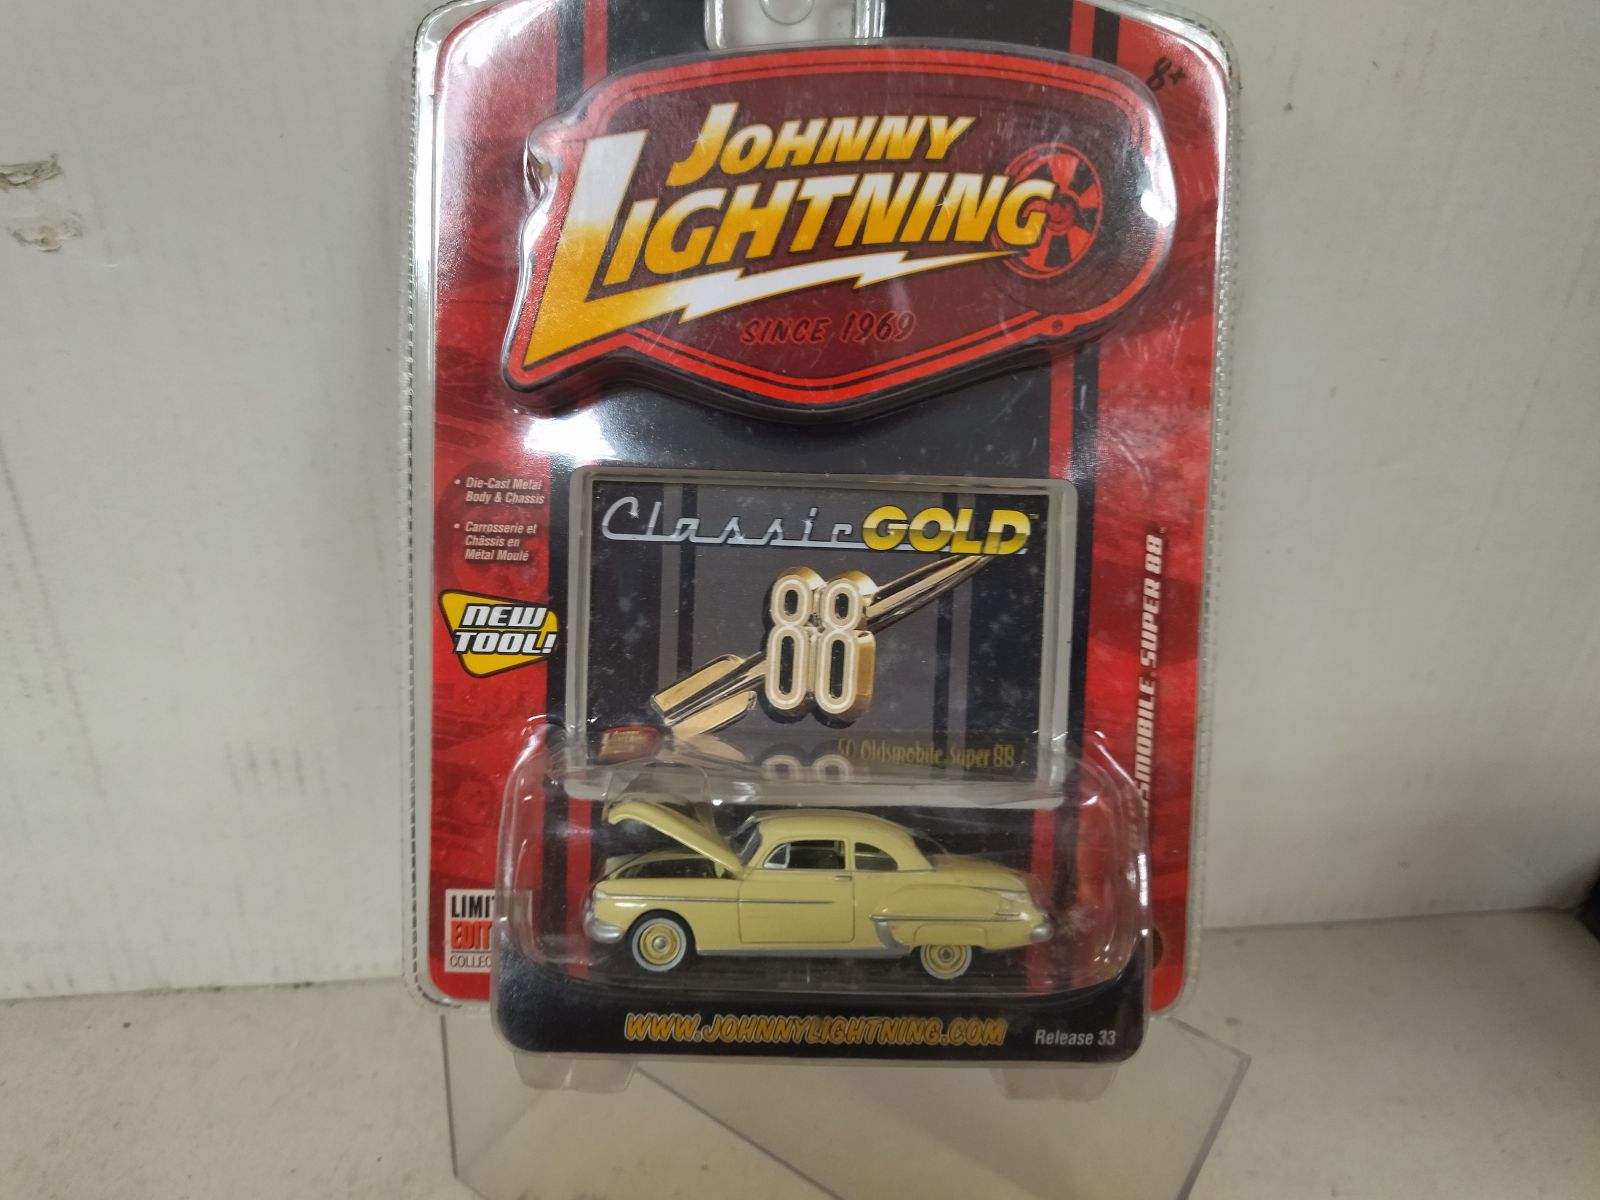 8+
JOHNNY
LIGHTNING
SINCE 1969
®
• Die-Cast Metal
Body & Chassis
• Carrosserie et
Châssis en
Métal Moulé
NEW
TOOL!
Classic GOLD™
88
50 Oldsmobile Super 88
SMOBILE SUPER 88
LIMIT
EDIT
COLLEC
WWW.JOHNNYLIGHTNING.COM
Release 33